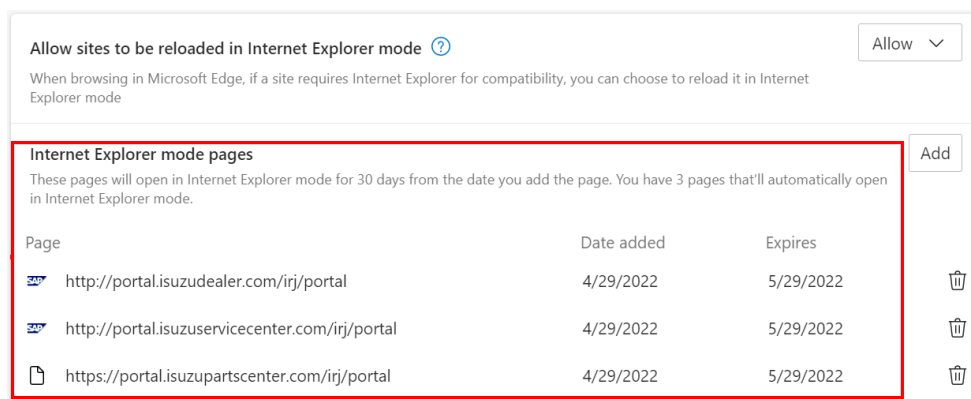 Allow sites to be reloaded in Internet Explorer mode ?
Allow
When browsing in Microsoft Edge, if a site requires Internet Explorer for compatibility, you can choose to reload it in Internet
Explorer mode
Internet Explorer mode pages
Add
These pages will open in Internet Explorer mode for 30 days from the date you add the page. You have 3 pages that'll automatically open
in Internet Explorer mode.
Page Date added Expires
SAP http://portal.isuzudealer.com/irj/portal 4/29/2022 5/29/2022
SAP http://portal.isuzuservicecenter.com/irj/portal 4/29/2022 5/29/2022
https://portal.isuzupartscenter.com/irj/portal 4/29/2022 5/29/2022